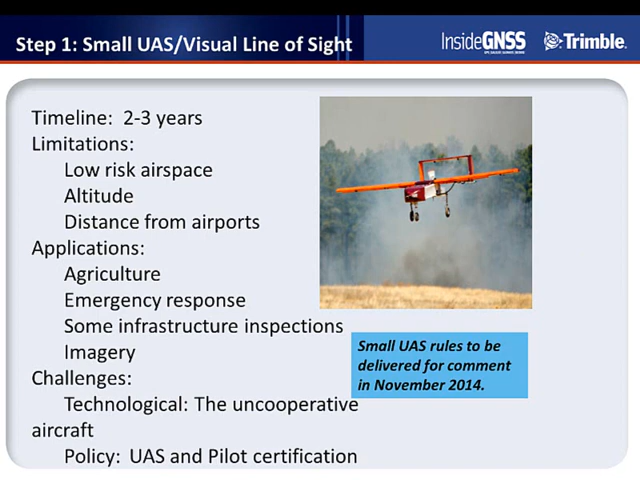 Step 1: Small UAS/Visual Line of Sight
InsideGNSS
Trimble.
Timeline: 2-3 years
Limitations:
Low risk airspace
Altitude
Distance from airports
Applications:
Agriculture
Emergency response
Some infrastructure inspections
Imagery
Challenges:
Technological: The uncooperative
aircraft
Policy: UAS and Pilot certification
Small UAS rules to be
delivered for comment
in November 2014.